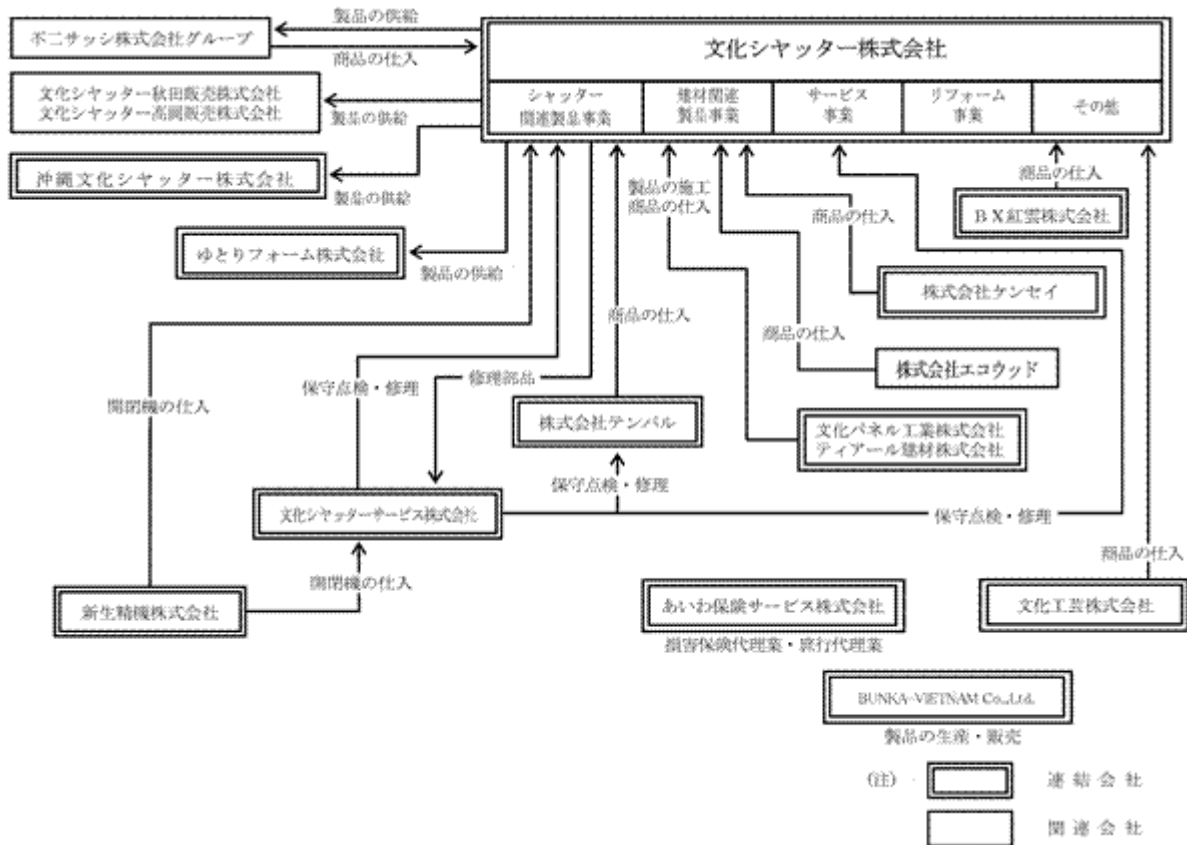 製品の供給
不二サッシ株式会社グループ
商品の仕入
文化シヤッター株式会社
シャッター
関連製品事業
建材関連
製品事業
サービス
事業
リフォーム
事業
その他
文化シヤッター秋田販売株式会社
文化シヤッター高岡販売株式会社
製品の供給
沖縄文化シヤッター株式会社
製品の供給
ゆとりフォーム株式会社
製品の供給
製品の施工
商品の仕入
商品の仕入
商品の仕入
BX紅雲株式会社
株式会社ケンセイ
商品の仕入
商品の仕入
株式会社エコウッド
開閉機の仕入
保守点検・修理
修理部品
株式会社テンパル
文化パネル工業株式会社
ティアール建材株式会社
保守点検・修理
文化シヤッターサービス株式会社
保守点検・修理
開閉機の仕入
商品の仕入
新生精機株式会社
あいわ保険サービス株式会社
損害保険代理業・旅行代理業
文化工芸株式会社
BUNKA-VIETNAM Co.,Ltd.
製品の生産・販売
(注)
連結会社
関連会社